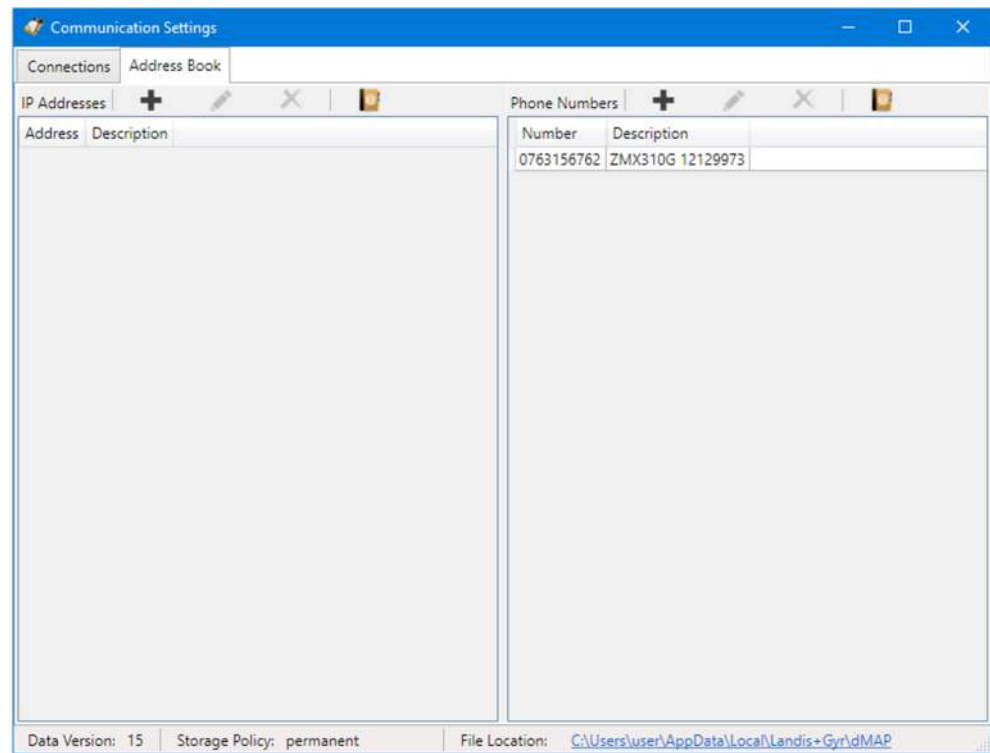 Communication Settings
Connections Address Book
IP Addresses
Address Description
Phone Numbers
Number Description
0763156762 ZMX310G 12129973
Data Version: 15 Storage Policy: permanent File Location: C:\Users\user\AppData\Local\Landis+Gyr\dMAP